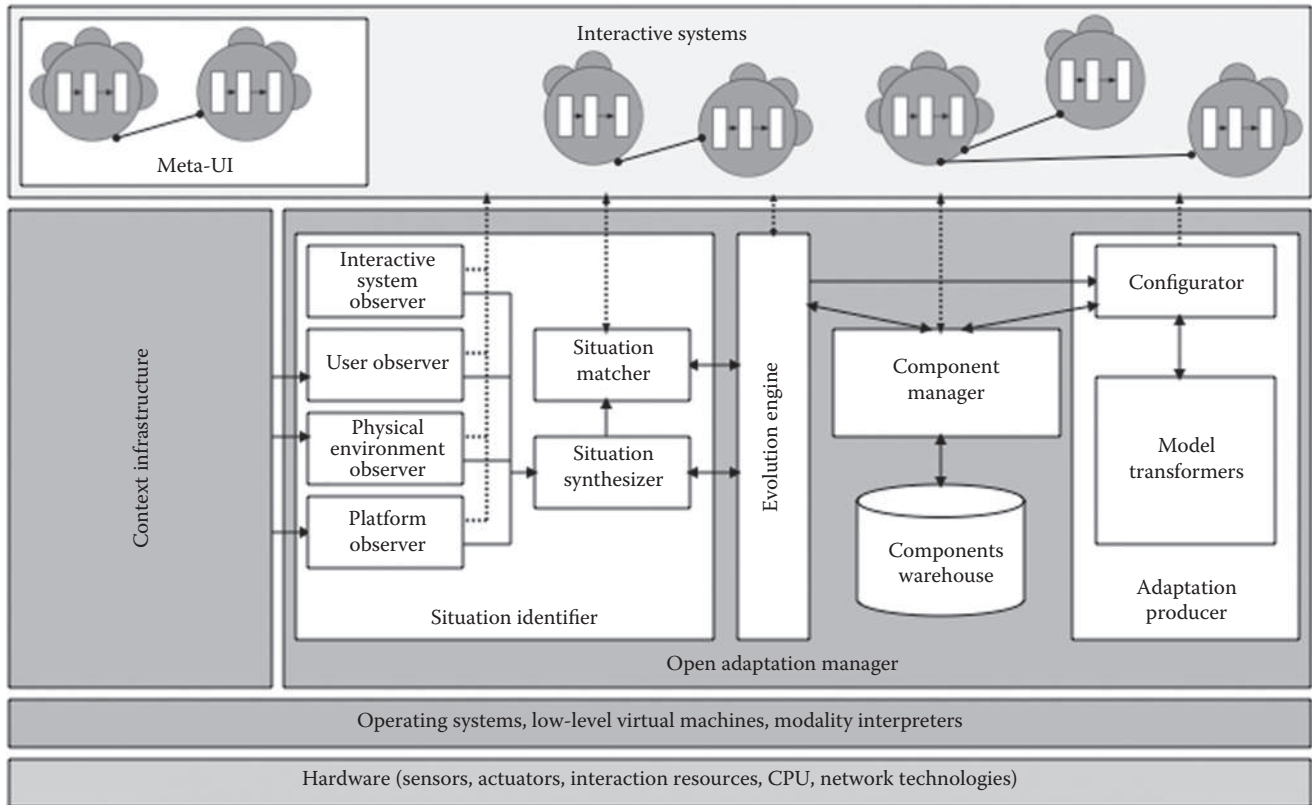 Interactive systems
Meta-UI
Context infrastructure
Interactive
system
observer
User observer
Physical
environment
observer
Platform
observer
Situation
matcher
Situation
synthesizer
Situation identifier
Evolution engine
Component
manager
Components
warehouse
Configurator
Model
transformers
Adaptation
producer
Open adaptation manager
Operating systems, low-level virtual machines, modality interpreters
Hardware (sensors, actuators, interaction resources, CPU, network technologies)